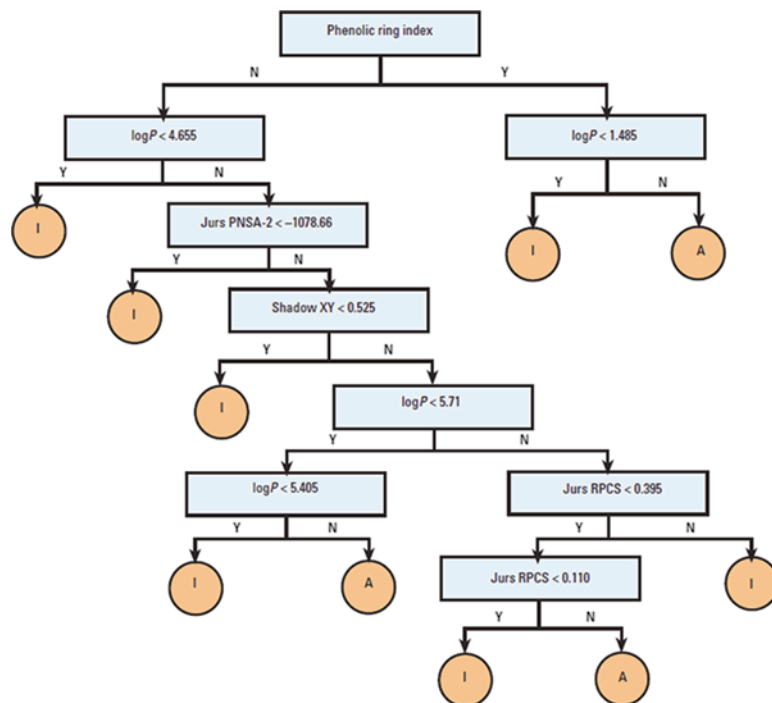 Phenolic ring index
N Y
logP < 4.655 logP < 1.485
Y N Y N
I Jurs PNSA-2 < –1078.66 I A
Y N
I Shadow XY < 0.525
Y N
I logP < 5.71
Y N
logP < 5.405 Jurs RPCS < 0.395
Y N Y N
I A Jurs RPCS < 0.110 I
Y N
I A